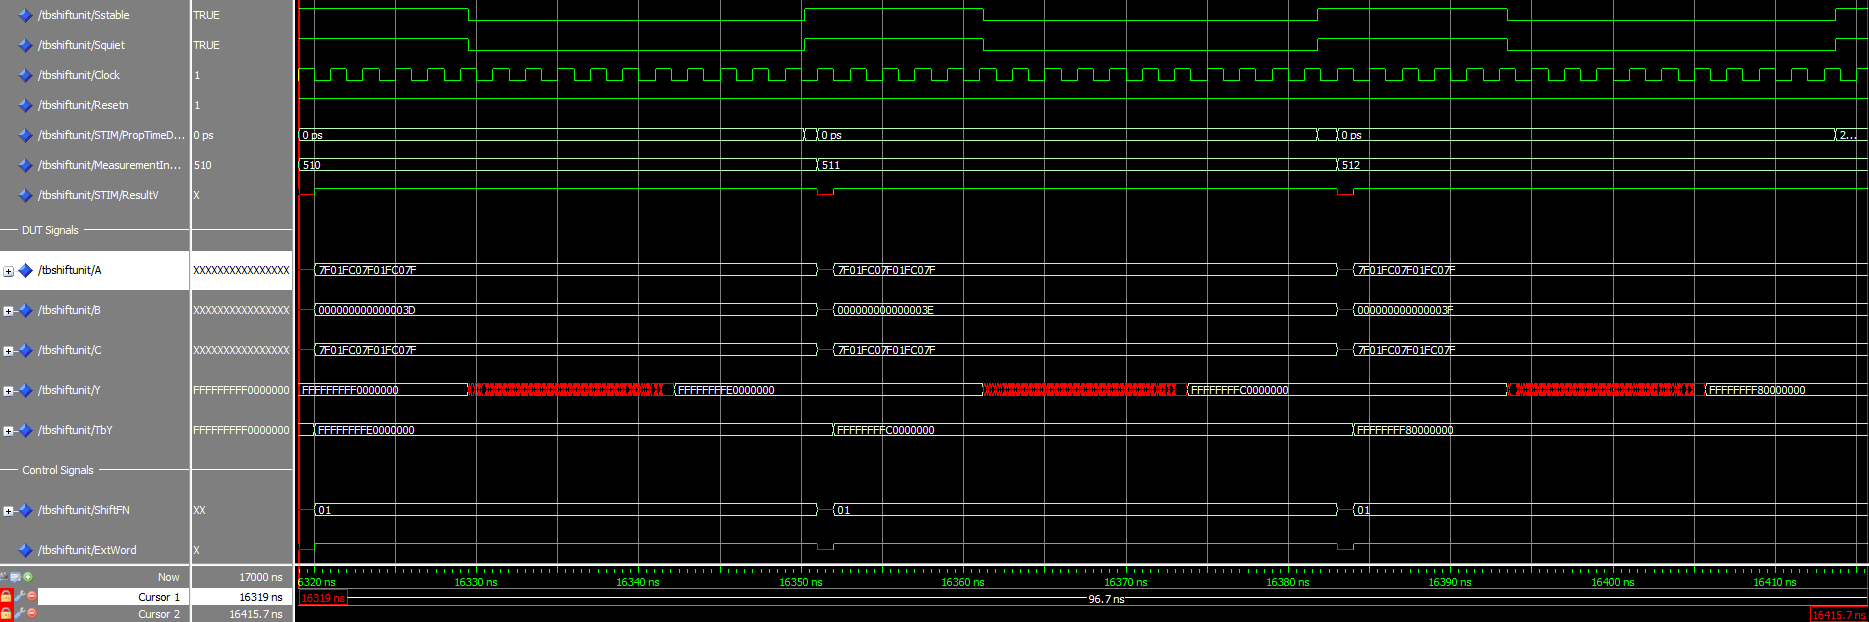 /tbshiftunit/Sstable TRUE
/tbshiftunit/Squiet TRUE
/tbshiftunit/Clock 1
/tbshiftunit/Resetn 1
/tbshiftunit/STIM/PropTimeD... 0 ps 0 ps 0 ps 0 ps 2...
/tbshiftunit/MeasurementIn... 510 510 511 512
/tbshiftunit/STIM/ResultV X
DUT Signals
/tbshiftunit/A XXXXXXXXXXXXXXXX 7F01FC07F01FC07F 7F01FC07F01FC07F 7F01FC07F01FC07F
/tbshiftunit/B XXXXXXXXXXXXXXXX 000000000000003D 000000000000003E 000000000000003F
/tbshiftunit/C XXXXXXXXXXXXXXXX 7F01FC07F01FC07F 7F01FC07F01FC07F 7F01FC07F01FC07F
/tbshiftunit/Y FFFFFFFFF0000000 FFFFFFFFF0000000 FFFFFFFFE0000000 FFFFFFFFC0000000 FFFFFFFF80000000
/tbshiftunit/TbY FFFFFFFFF0000000 FFFFFFFFE0000000 FFFFFFFFC0000000 FFFFFFFF80000000
Control Signals
/tbshiftunit/ShiftFN XX 01 01 01
/tbshiftunit/ExtWord X
Now 17000 ns 16320 ns 16330 ns 16340 ns 16350 ns 16360 ns 16370 ns 16380 ns 16390 ns 16400 ns 16410 ns
Cursor 1 16319 ns 16319 ns 96.7 ns
Cursor 2 16415.7 ns 16415.7 ns